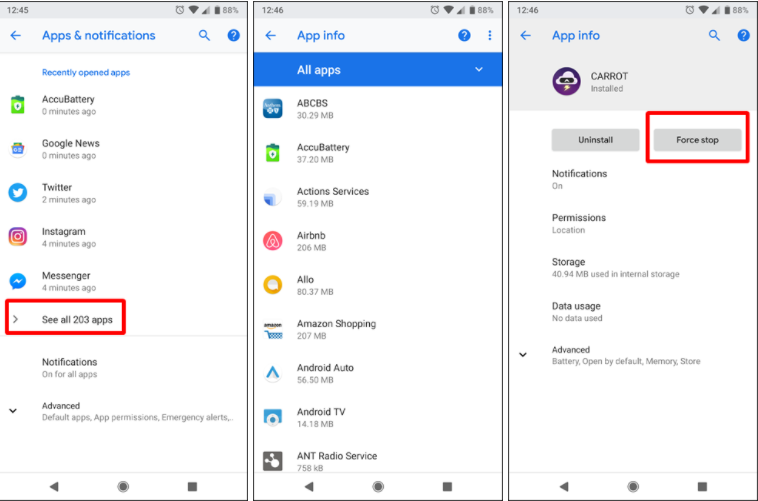 12:45
88%
Apps & notifications
Recently opened apps
AccuBattery
0 minutes ago
Google News
0 minutes ago
Twitter
2 minutes ago
Instagram
4 minutes ago
Messenger
4 minutes ago
See all 203 apps
Notifications
On for all apps
Advanced
Default apps, App permissions, Emergency alerts,..
12:46
88%
App info
All apps
ABCBS
30.29 MB
AccuBattery
37.20 MB
Actions Services
59.19 MB
Airbnb
206 MB
Allo
80.37 MB
Amazon Shopping
207 MB
Android Auto
56.50 MB
Android TV
14.18 MB
ANT Radio Service
758 kB
12:46
88%
App info
CARROT
Installed
Uninstall
Force stop
Notifications
On
Permissions
Location
Storage
40.94 MB used in internal storage
Data usage
No data used
Advanced
Battery, Open by default, Memory, Store